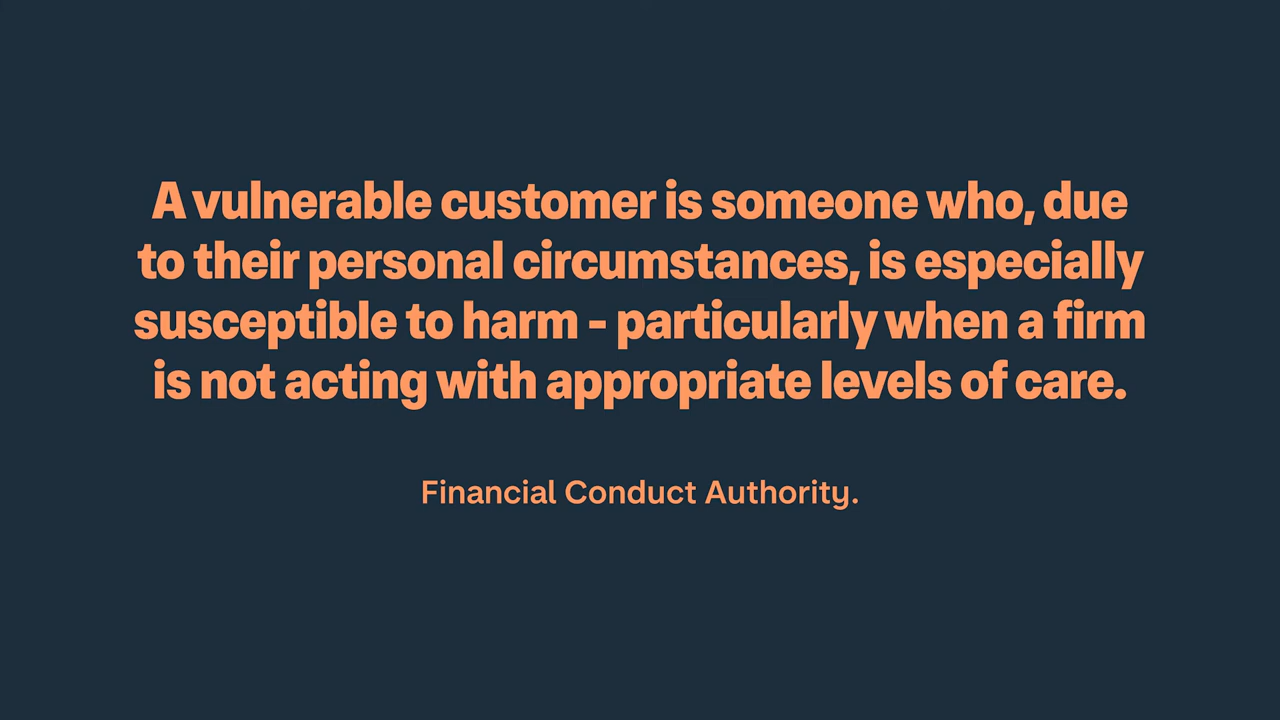 A vulnerable customer is someone who, due
to their personal circumstances, is especially
susceptible to harm - particularly when a firm
is not acting with appropriate levels of care.
Financial Conduct Authority.